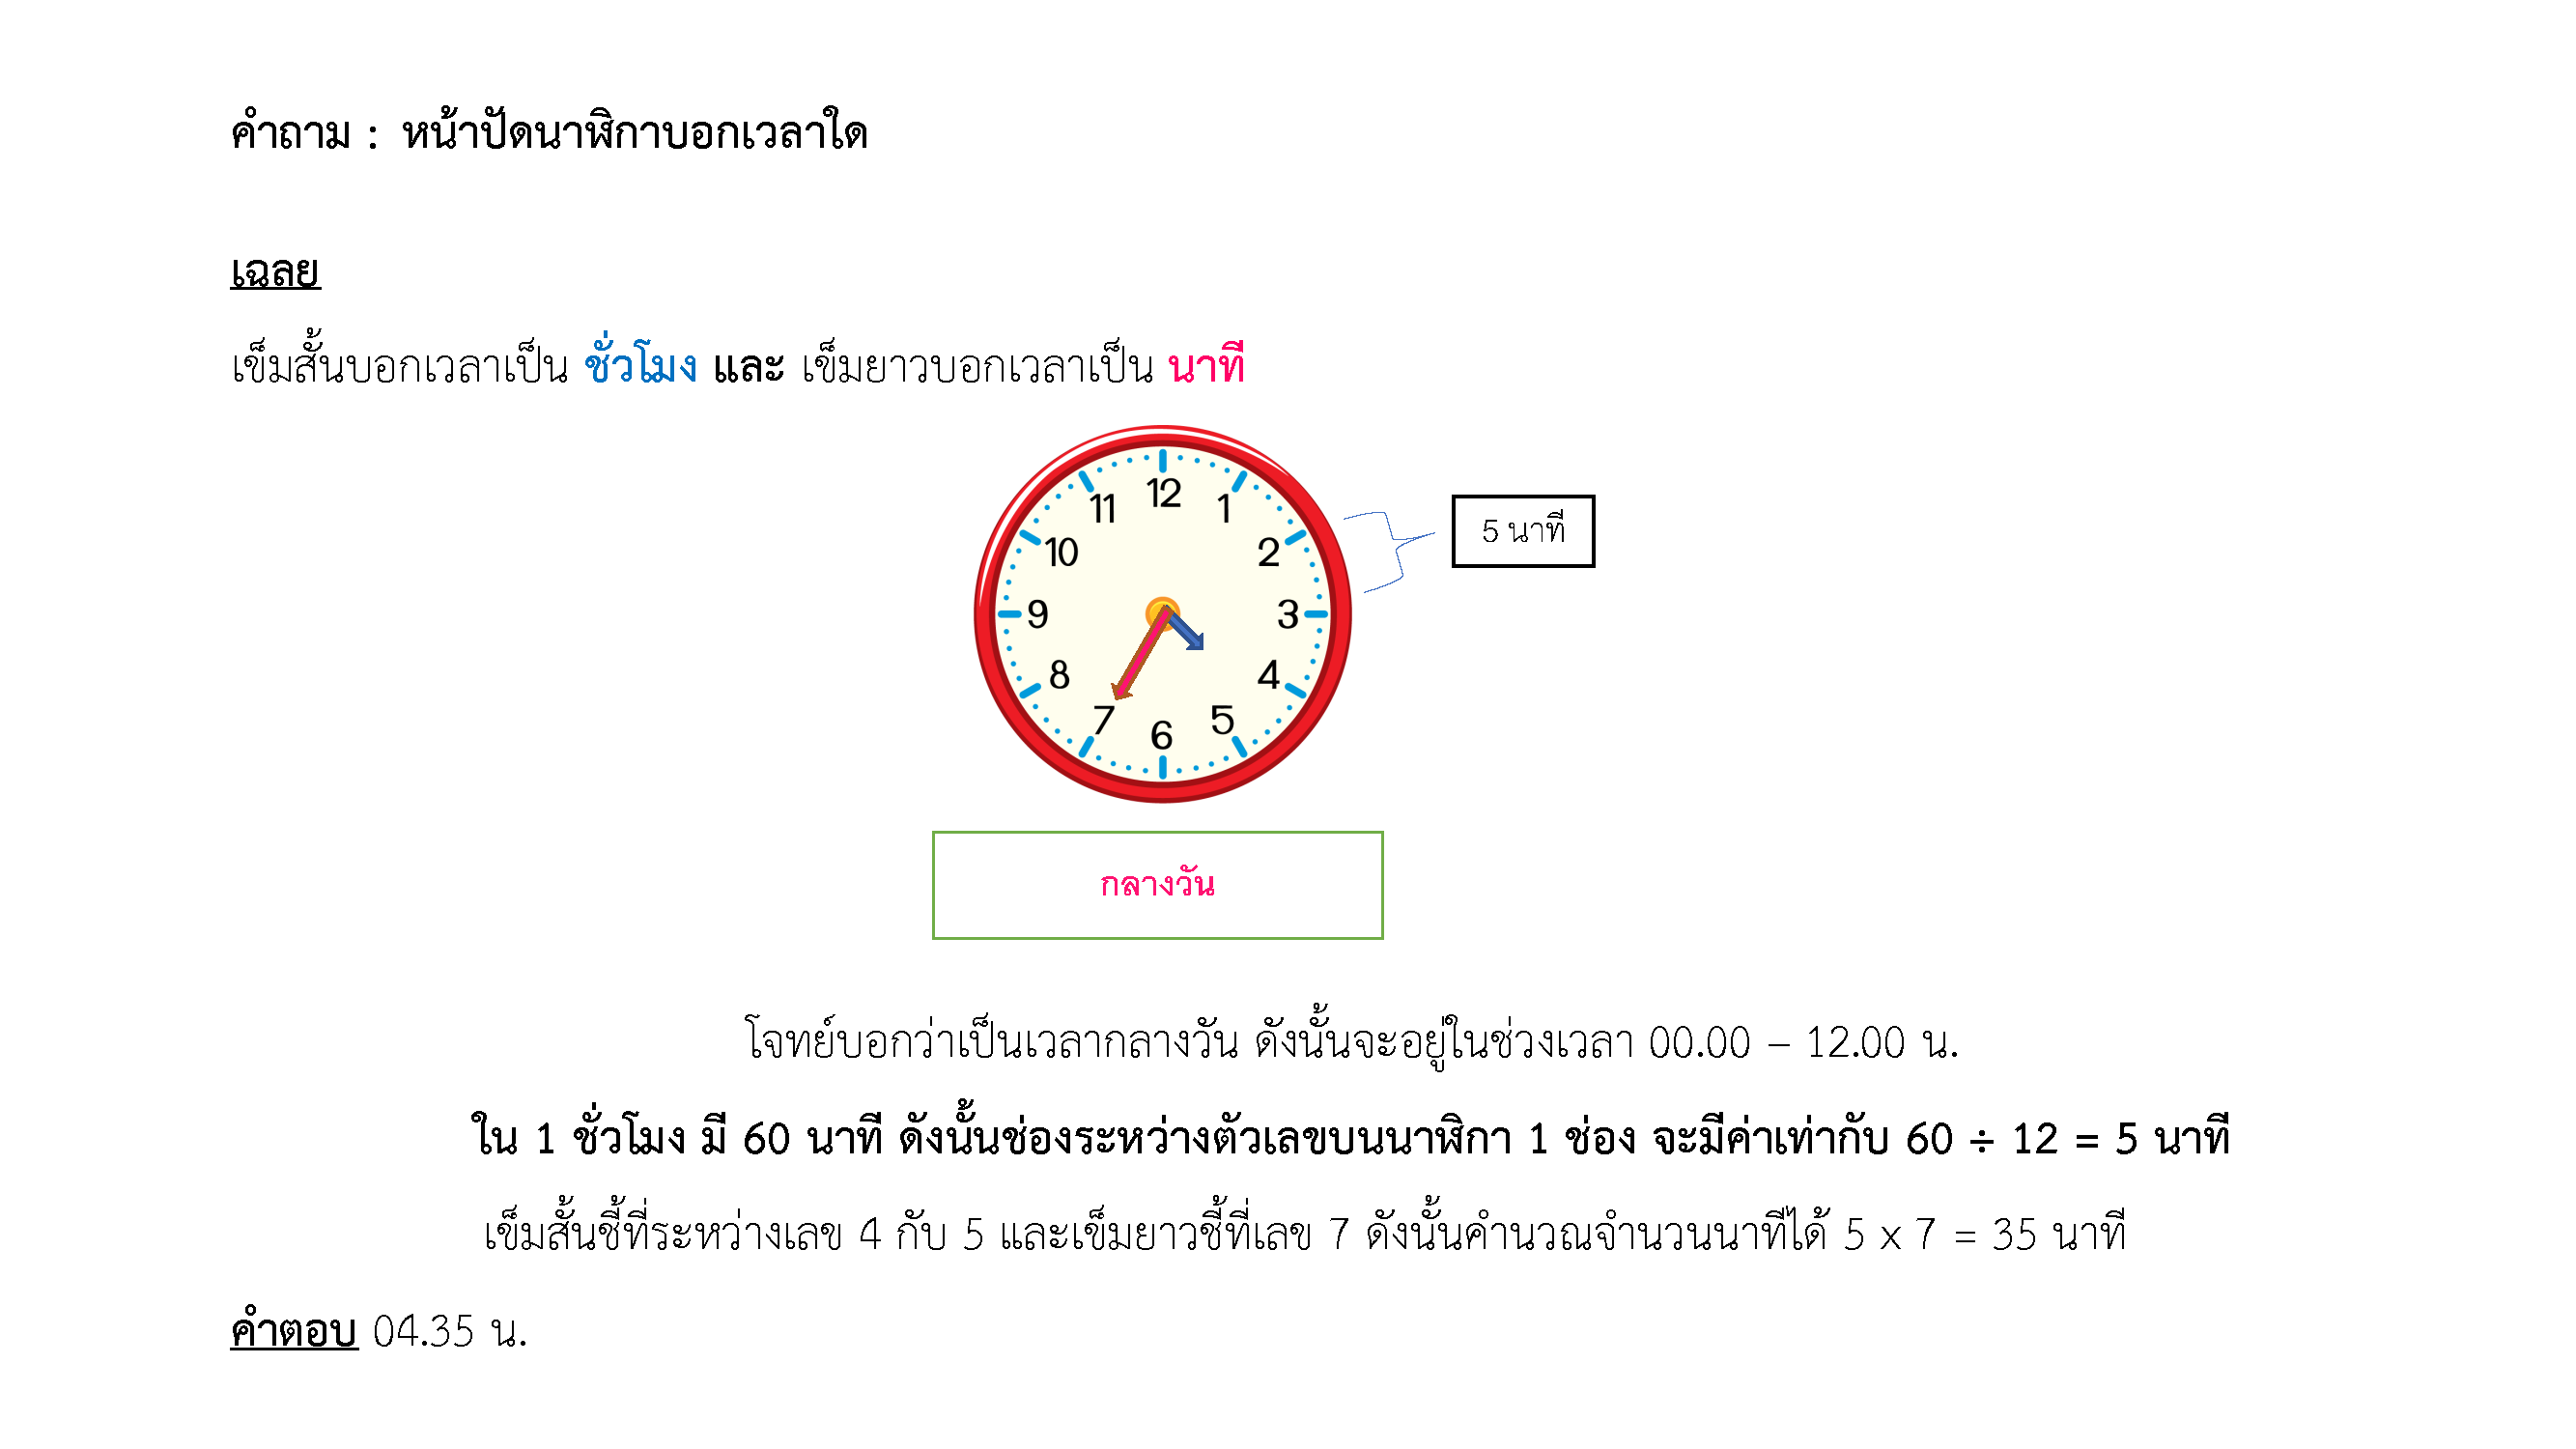 คำถาม : หน้าปัดนาฬิกาบอกเวลาใด
เฉลย
เข็มสั้นบอกเวลาเป็น ชั่วโมง และ เข็มยาวบอกเวลาเป็น นาที
12
11
1
10
2
9
3
8
4
7
5
6
5 นาที
กลางวัน
โจทย์บอกว่าเป็นเวลากลางวัน ดังนั้นจะอยู่ในช่วงเวลา 00.00 – 12.00 น.
ใน 1 ชั่วโมง มี 60 นาที ดังนั้นช่องระหว่างตัวเลขบนนาฬิกา 1 ช่อง จะมีค่าเท่ากับ 60 ÷ 12 = 5 นาที
เข็มสั้นชี้ที่ระหว่างเลข 4 กับ 5 และเข็มยาวชี้ที่เลข 7 ดังนั้นคำนวณจำนวนนาทีได้ 5 x 7 = 35 นาที
คำตอบ 04.35 น.